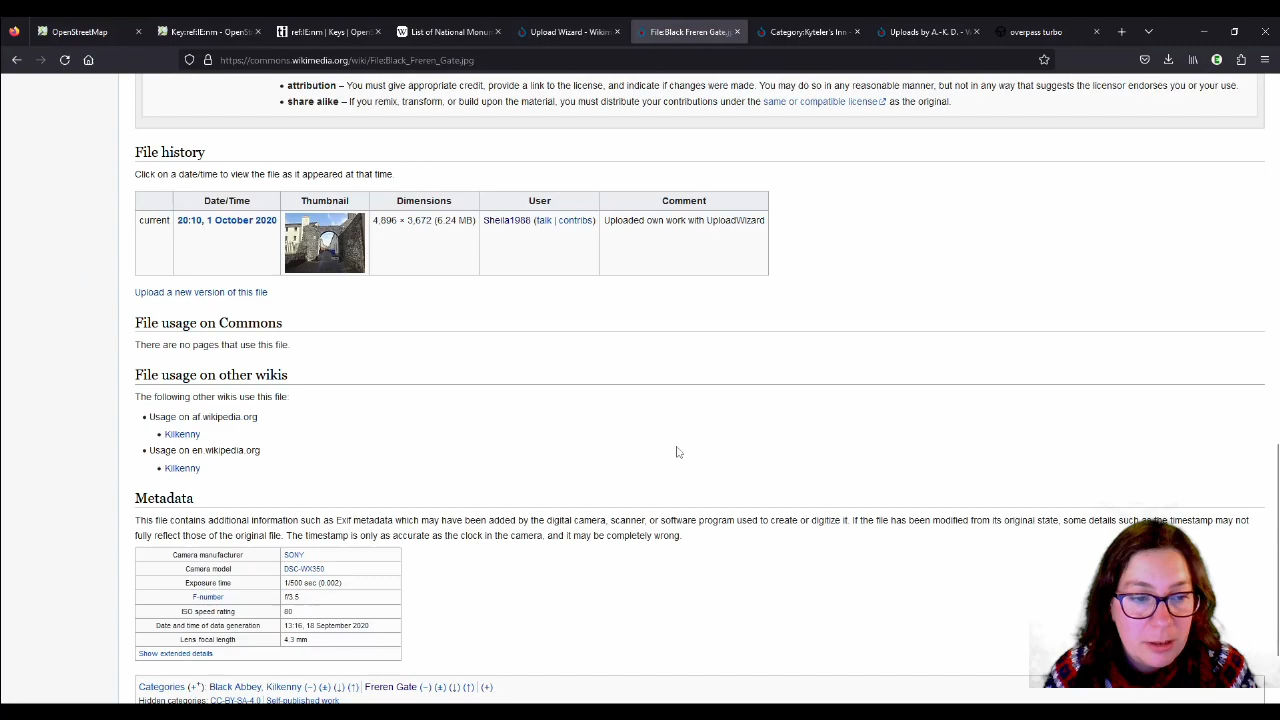 OpenStreetMap
Key:ref:IE:nm - OpenStr
ref:IE:nm | Keys | OpenS
List of National Monum
Upload Wizard - Wikim
File:Black Freren Gate.jp
Category:Kyteler's Inn -
Uploads by A.-K. D. - W
overpass turbo
https://commons.wikimedia.org/wiki/File:Black_Freren_Gate.jpg
attribution – You must give appropriate credit, provide a link to the license, and indicate if changes were made. You may do so in any reasonable manner, but not in any way that suggests the licensor endorses you or your use.
share alike – If you remix, transform, or build upon the material, you must distribute your contributions under the same or compatible license as the original.
File history
Click on a date/time to view the file as it appeared at that time.
Date/Time Thumbnail Dimensions User Comment
current 20:10, 1 October 2020 4,896 × 3,672 (6.24 MB) Sheila1988 (talk | contribs) Uploaded own work with UploadWizard
Upload a new version of this file
File usage on Commons
There are no pages that use this file.
File usage on other wikis
The following other wikis use this file:
Usage on af.wikipedia.org
Kilkenny
Usage on en.wikipedia.org
Kilkenny
Metadata
This file contains additional information such as Exif metadata which may have been added by the digital camera, scanner, or software program used to create or digitize it. If the file has been modified from its original state, some details such as the timestamp may not
fully reflect those of the original file. The timestamp is only as accurate as the clock in the camera, and it may be completely wrong.
Camera manufacturer SONY
Camera model DSC-WX350
Exposure time 1/500 sec (0.002)
F-number f/3.5
ISO speed rating 80
Date and time of data generation 13:16, 18 September 2020
Lens focal length 4.3 mm
Show extended details
Categories (+⁺): Black Abbey, Kilkenny (−) (±) (↓) (↑) | Freren Gate (−) (±) (↓) (↑) | (+)
Hidden categories: CC-BY-SA-4.0 | Self-published work